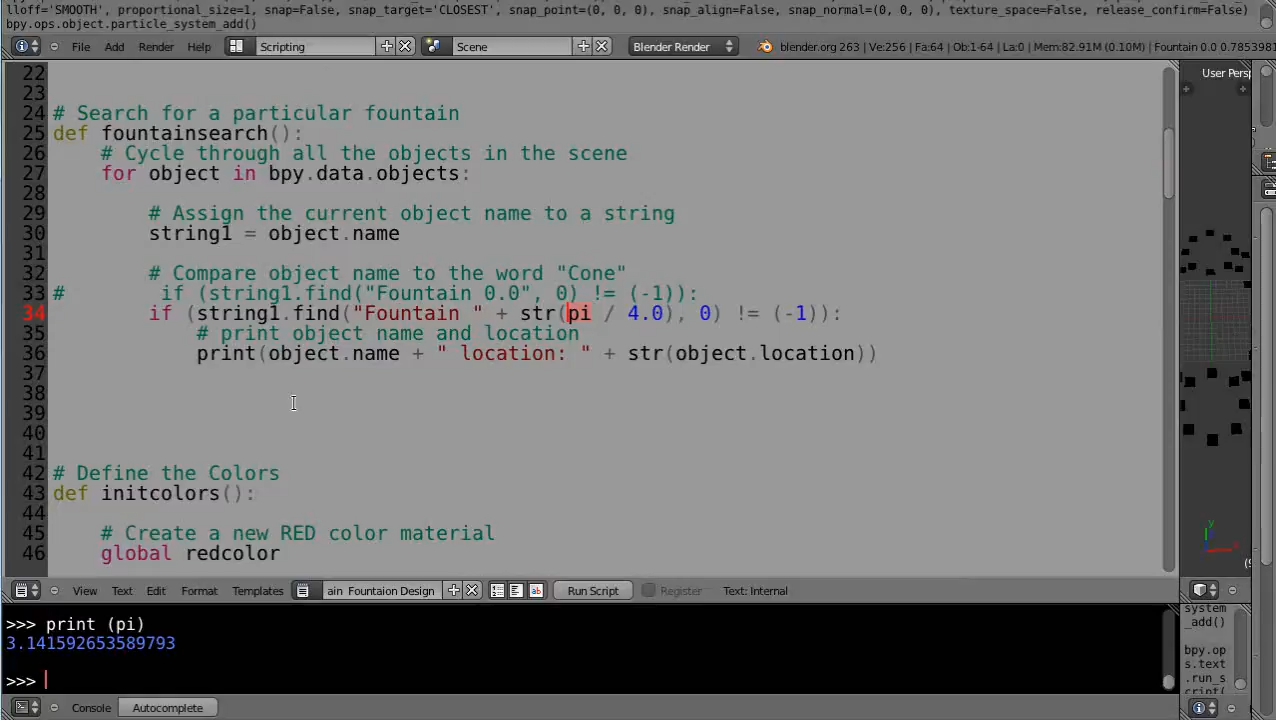 lloff='SMOOTH', proportional_size=1, snap=False, snap_target='CLOSEST', snap_point=(0, 0, 0), snap_align=False, snap_normal=(0, 0, 0), texture_space=False, release_confirm=False)
bpy.ops.object.particle_system_add()
File Add Render Help Scripting Scene Blender Render blender.org 263 | Ve:256 | Fa:64 | Ob:1-64 | La:0 | Mem:82.91M (0.10M) | Fountain 0.0 0.7853981
22
23
24 # Search for a particular fountain
25 def fountainsearch():
26 # Cycle through all the objects in the scene
27 for object in bpy.data.objects:
28
29 # Assign the current object name to a string
30 string1 = object.name
31
32 # Compare object name to the word "Cone"
33 # if (string1.find("Fountain 0.0", 0) != (-1)):
34 if (string1.find("Fountain " + str(pi / 4.0), 0) != (-1)):
35 # print object name and location
36 print(object.name + " location: " + str(object.location))
37
38
39
40
41
42 # Define the Colors
43 def initcolors():
44
45 # Create a new RED color material
46 global redcolor
User Persp
y
x
View Text Edit Format Templates ain Fountaion Design Run Script Register Text: Internal
>>> print (pi)
3.141592653589793
>>>
Console Autocomplete
system
_add()
bpy.op
s.text
.run_s
cript(